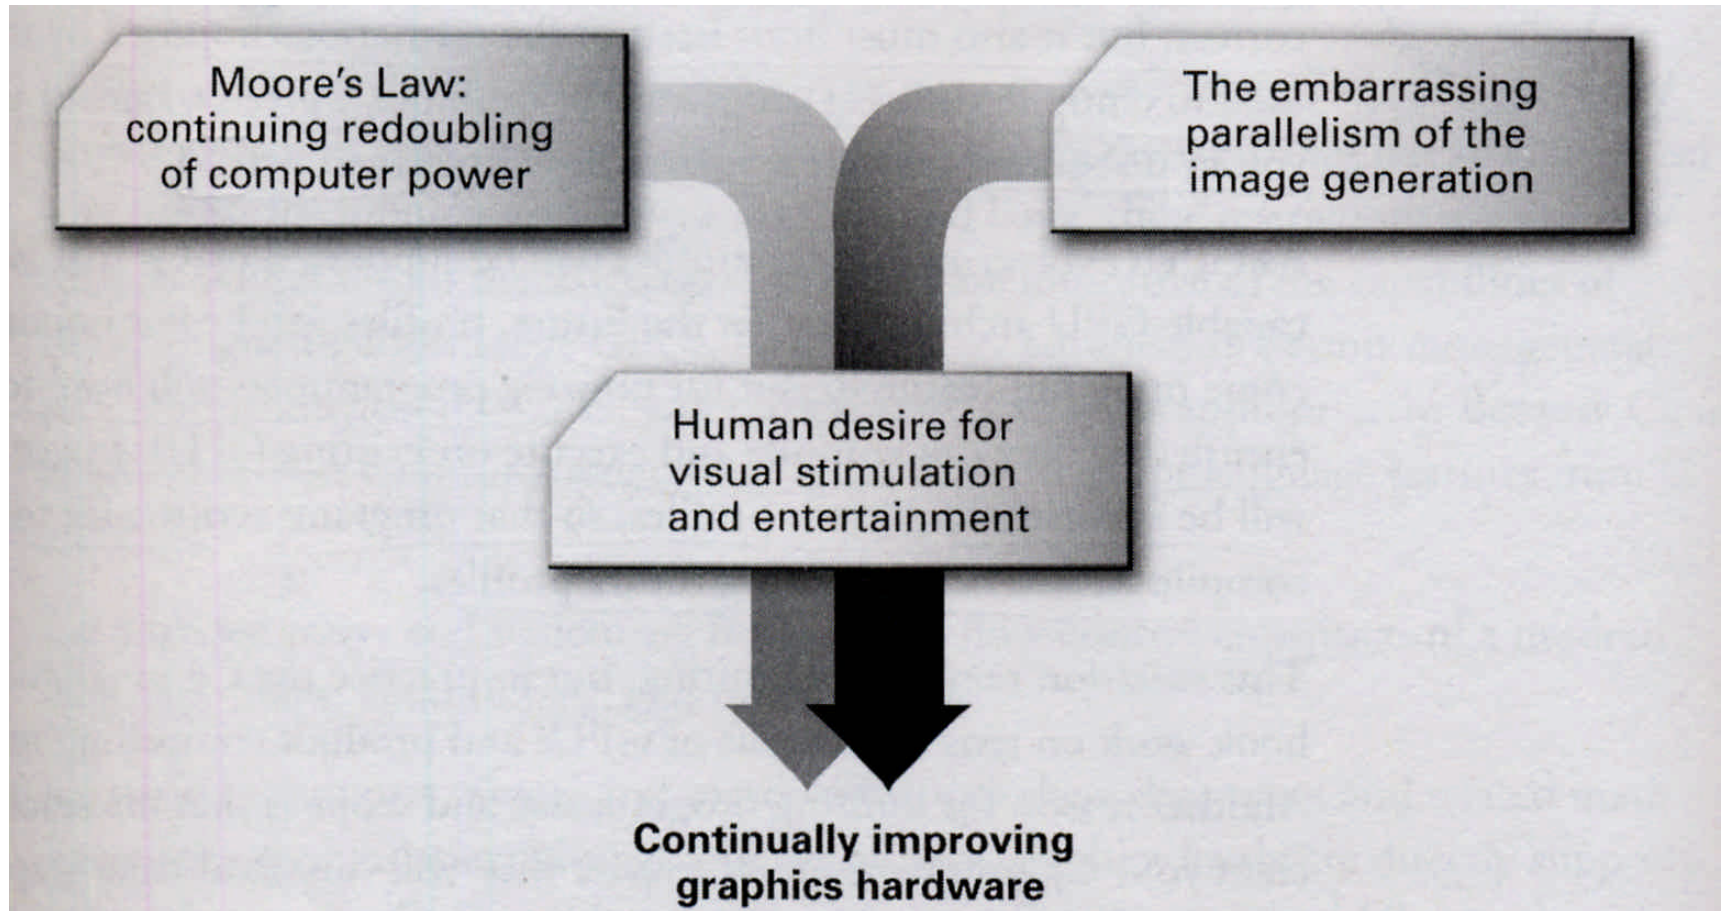 Moore's Law:
continuing redoubling
of computer power
The embarrassing
parallelism of the
image generation
Human desire for
visual stimulation
and entertainment
Continually improving
graphics hardware